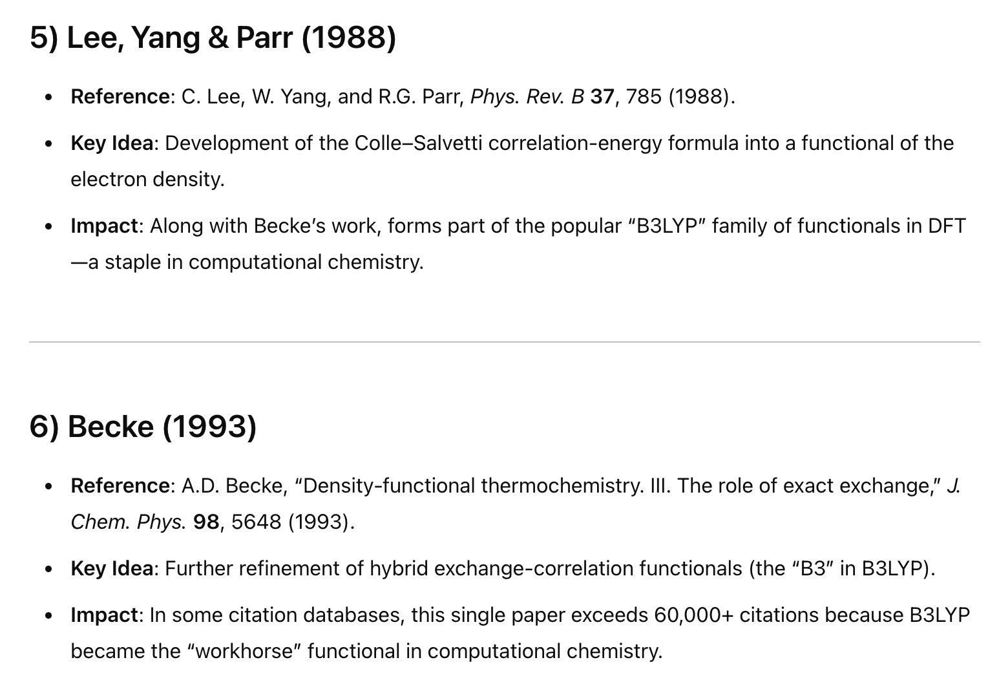 5) Lee, Yang & Parr (1988)
• Reference: C. Lee, W. Yang, and R.G. Parr, Phys. Rev. B 37, 785 (1988).
• Key Idea: Development of the Colle–Salvetti correlation-energy formula into a functional of the
electron density.
• Impact: Along with Becke’s work, forms part of the popular “B3LYP” family of functionals in DFT
—a staple in computational chemistry.
6) Becke (1993)
• Reference: A.D. Becke, “Density-functional thermochemistry. III. The role of exact exchange,” J.
Chem. Phys. 98, 5648 (1993).
• Key Idea: Further refinement of hybrid exchange-correlation functionals (the “B3” in B3LYP).
• Impact: In some citation databases, this single paper exceeds 60,000+ citations because B3LYP
became the “workhorse” functional in computational chemistry.